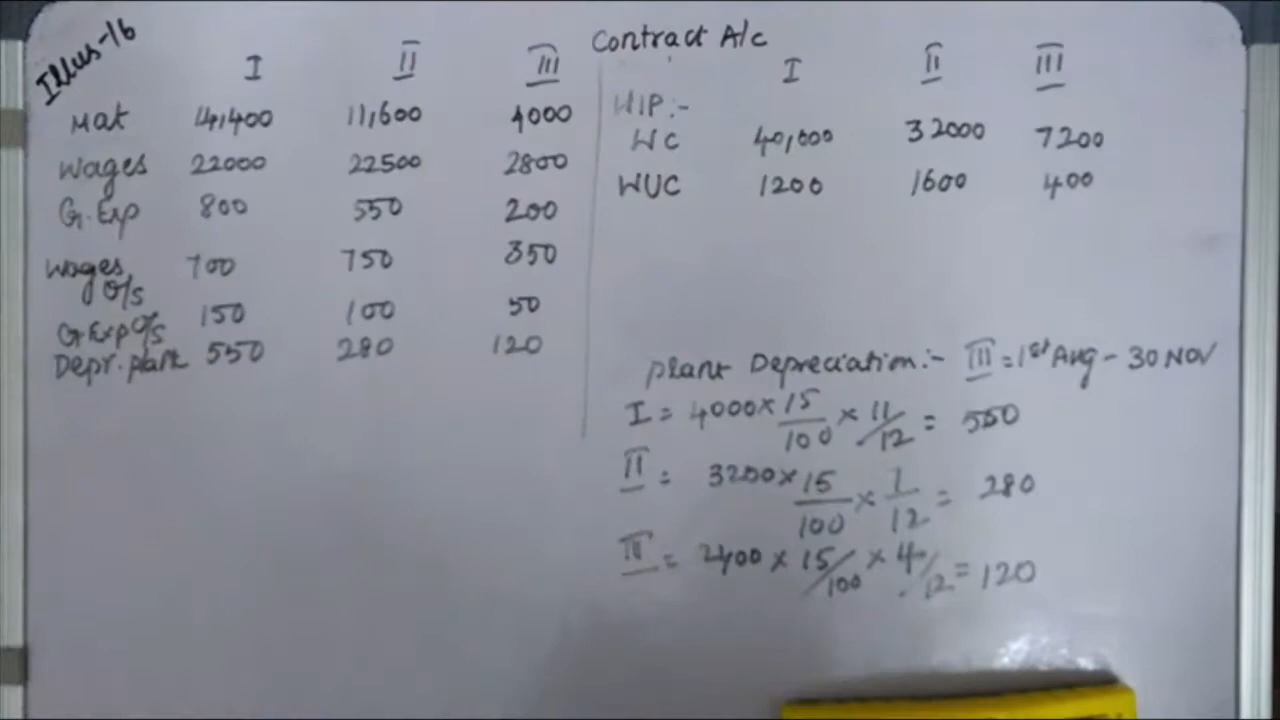 Illus-16
Contract A/c
I II III
Mat 14,400 11,600 4000
Wages 22000 22500 2800
G.Exp 800 550 200
Wages o/s 700 750 350
G.Exp o/s 150 100 50
Depr. plant 550 280 120
I II III
WIP:-
WC 40,000 32000 7200
WUC 1200 1600 400
Plant Depreciation:- III = 1st Aug - 30 NOV
I = 4000 × 15/100 × 11/12 = 550
II = 3200 × 15/100 × 7/12 = 280
III = 2400 × 15/100 × 4/12 = 120